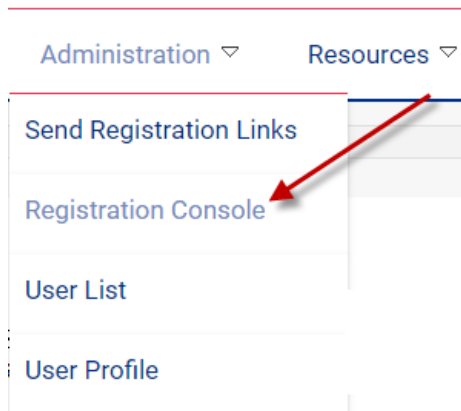 Administration ▽ Resources ▽
Send Registration Links
Registration Console
User List
User Profile